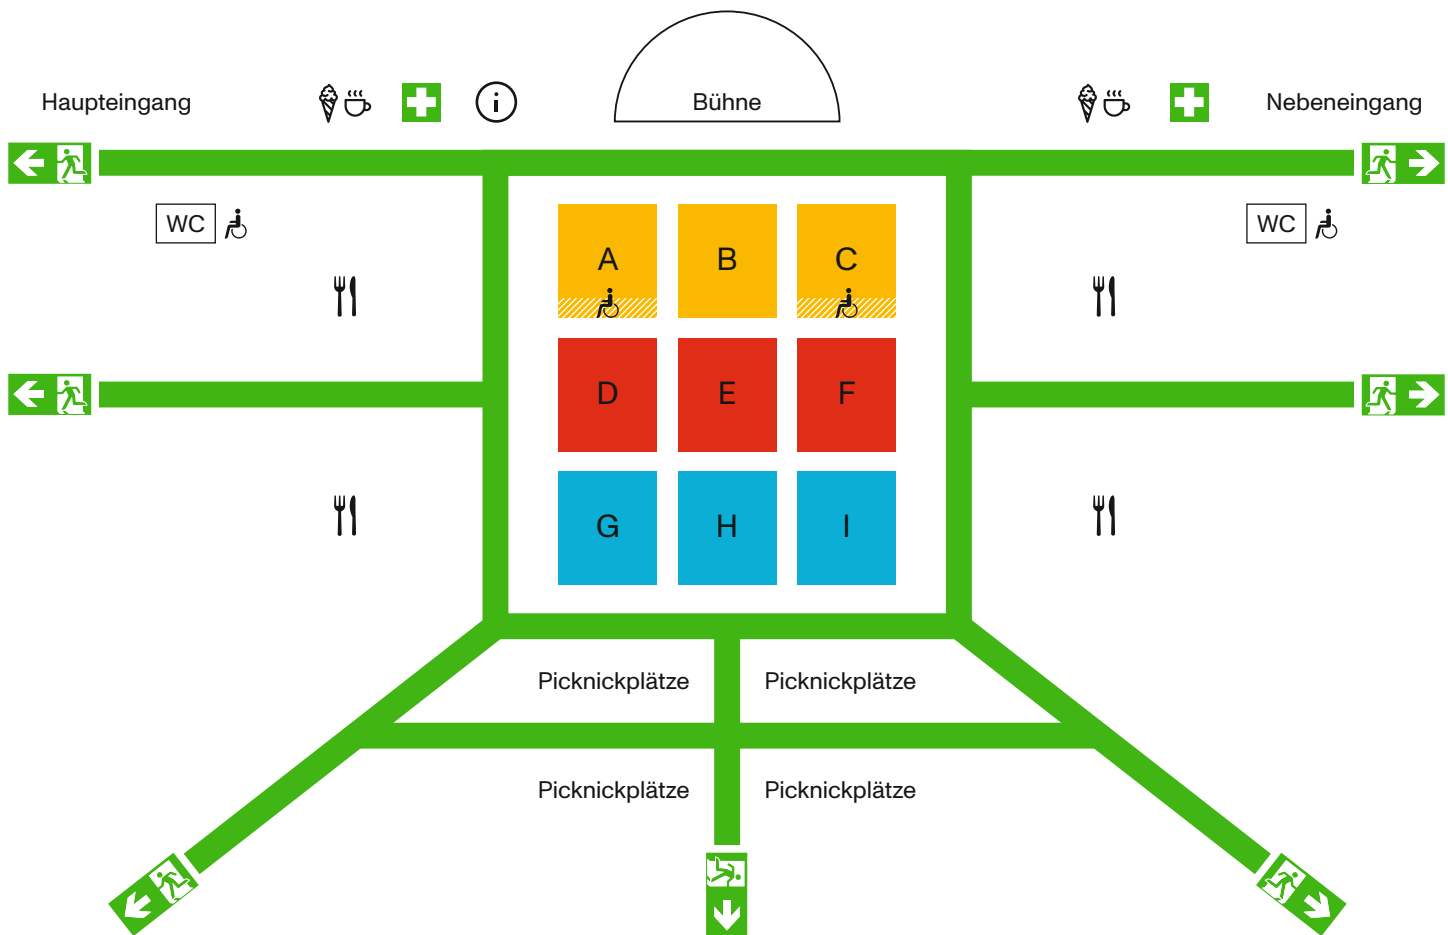 Haupteingang
i
Bühne
Nebeneingang
WC
WC
A
B
C
D
E
F
G
H
I
Picknickplätze
Picknickplätze
Picknickplätze
Picknickplätze